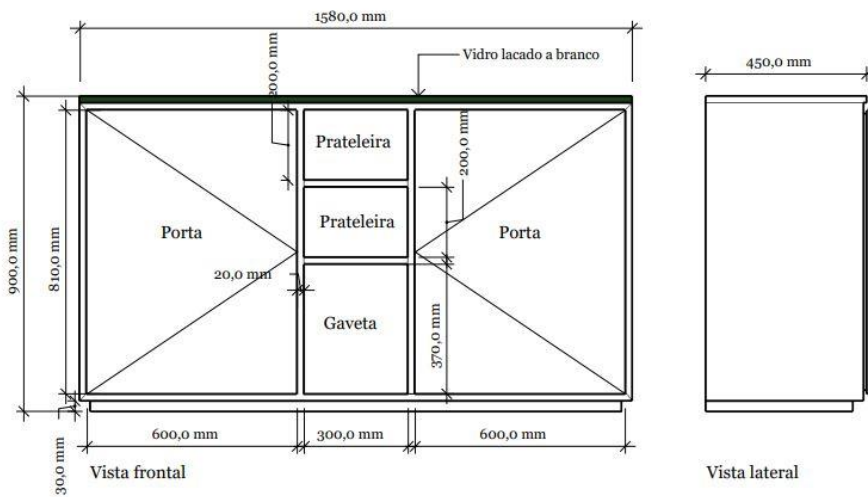 1580,0 mm
Vidro lacado a branco
450,0 mm
200,0 mm
Prateleira
200,0 mm
Prateleira
Porta
Porta
900,0 mm
810,0 mm
20,0 mm
Gaveta
370,0 mm
600,0 mm
300,0 mm
600,0 mm
30,0 mm
Vista frontal
Vista lateral